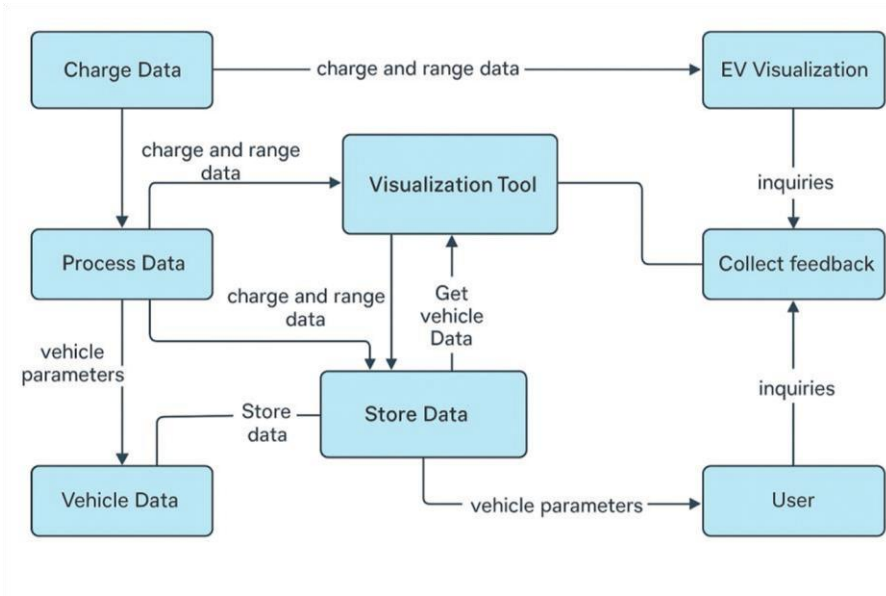 Charge Data
charge and range data
EV Visualization
charge and range
data
Visualization Tool
inquiries
Process Data
Collect feedback
charge and range
data
Get
vehicle
Data
vehicle
parameters
inquiries
Store
data
Store Data
Vehicle Data
vehicle parameters
User